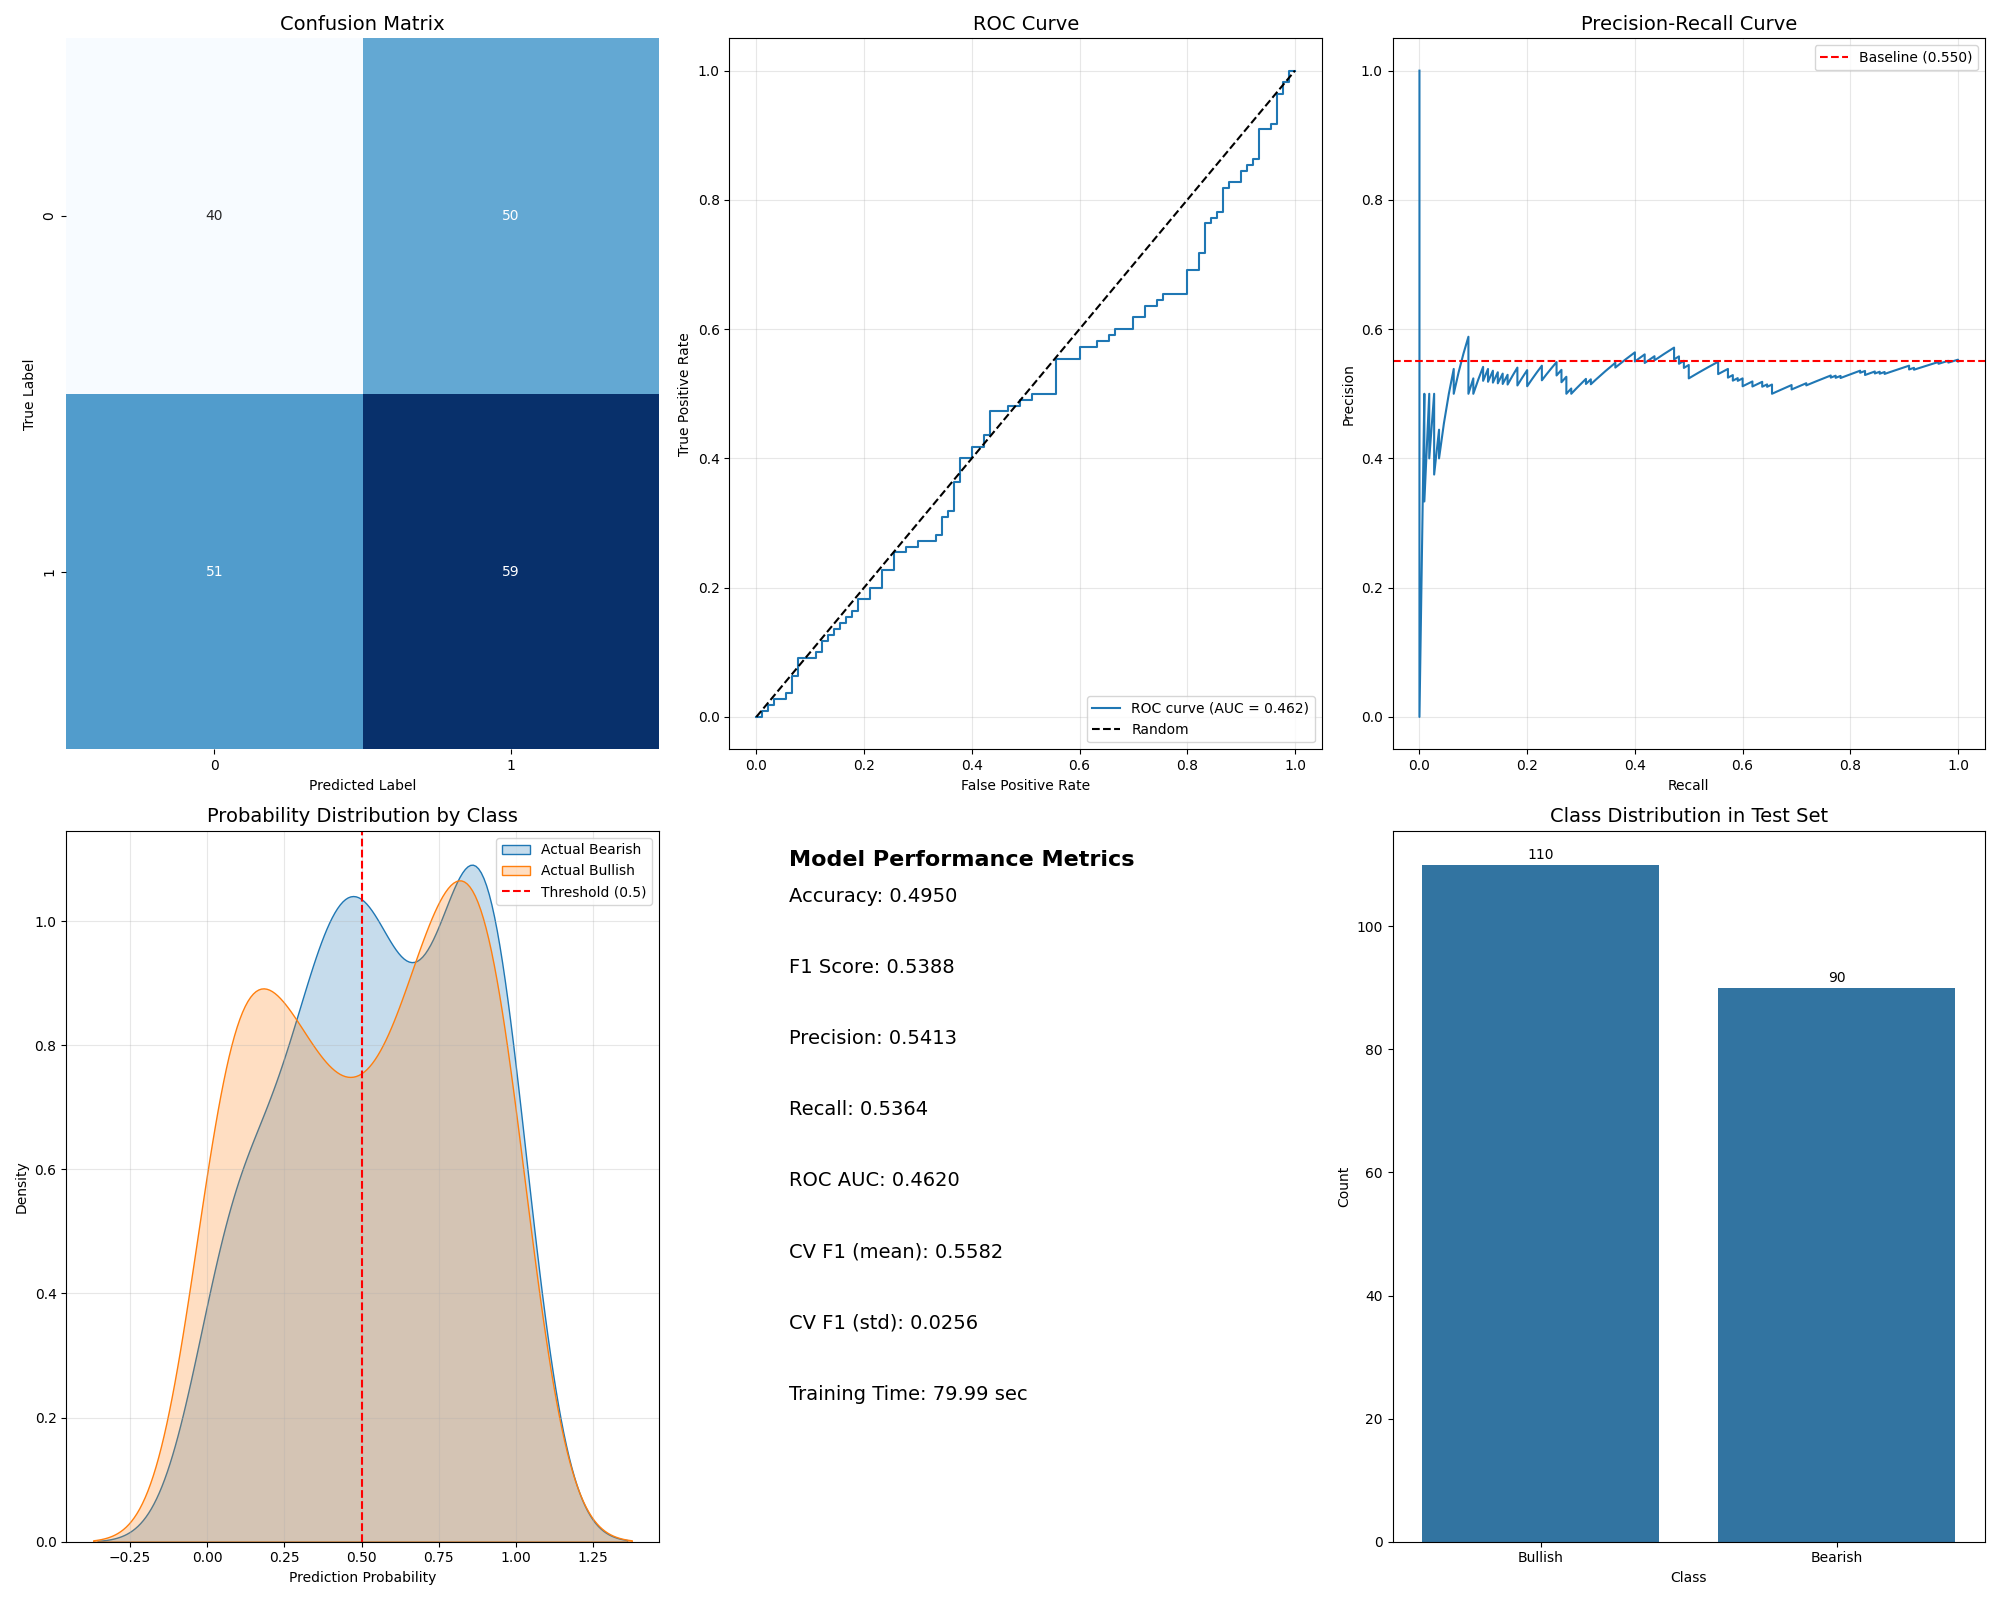 Confusion Matrix
True Label
0
40
50
1
51
59
0
1
Predicted Label
ROC Curve
True Positive Rate
1.0
0.8
0.6
0.4
0.2
0.0
ROC curve (AUC = 0.462)
Random
0.0
0.2
0.4
0.6
0.8
1.0
False Positive Rate
Precision-Recall Curve
Baseline (0.550)
Precision
1.0
0.8
0.6
0.4
0.2
0.0
0.0
0.2
0.4
0.6
0.8
1.0
Recall
Probability Distribution by Class
Actual Bearish
Actual Bullish
Threshold (0.5)
Density
1.0
0.8
0.6
0.4
0.2
0.0
−0.25
0.00
0.25
0.50
0.75
1.00
1.25
Prediction Probability
Model Performance Metrics
Accuracy: 0.4950
F1 Score: 0.5388
Precision: 0.5413
Recall: 0.5364
ROC AUC: 0.4620
CV F1 (mean): 0.5582
CV F1 (std): 0.0256
Training Time: 79.99 sec
Class Distribution in Test Set
110
90
Count
100
80
60
40
20
0
Bullish
Bearish
Class